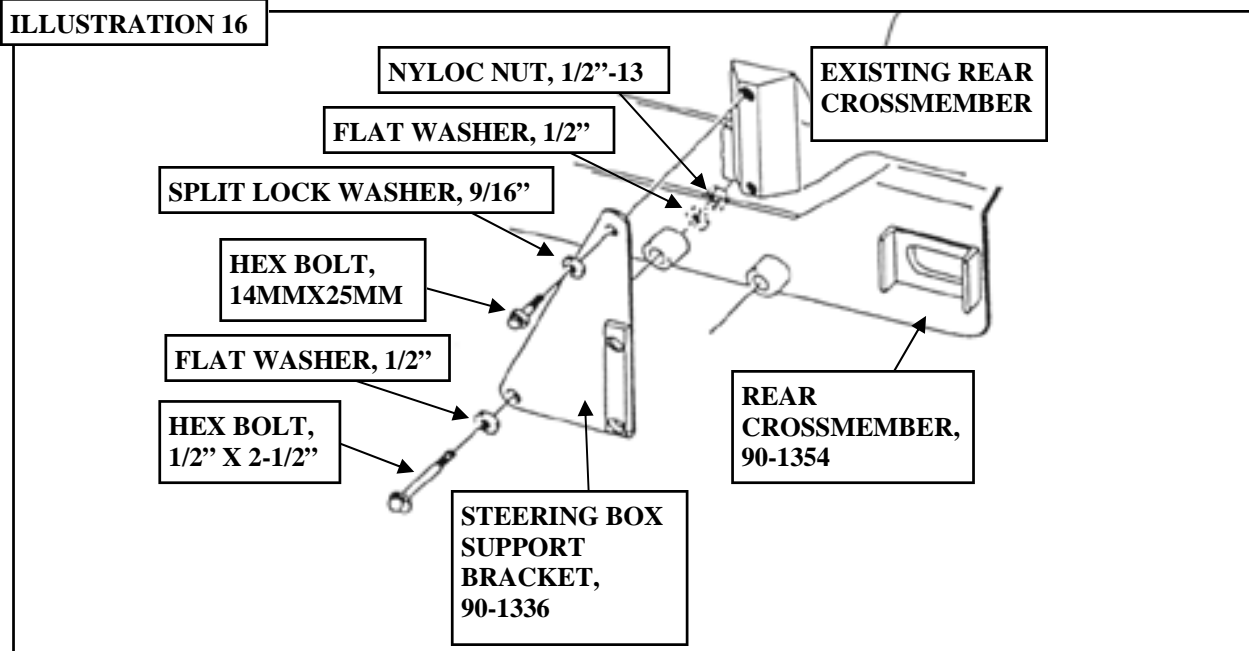 ILLUSTRATION 16
NYLOC NUT, 1/2”-13
EXISTING REAR
CROSSMEMBER
FLAT WASHER, 1/2”
SPLIT LOCK WASHER, 9/16”
HEX BOLT,
14MMX25MM
FLAT WASHER, 1/2”
HEX BOLT,
1/2” X 2-1/2”
REAR
CROSSMEMBER,
90-1354
STEERING BOX
SUPPORT
BRACKET,
90-1336